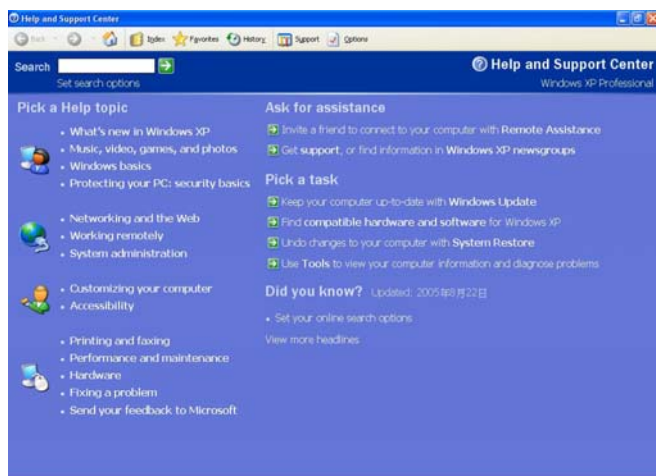 Help and Support Center
Back Index Favorites History Support Options
Search
Set search options
Help and Support Center
Windows XP Professional
Pick a Help topic
What's new in Windows XP
Music, video, games, and photos
Windows basics
Protecting your PC: security basics
Networking and the Web
Working remotely
System administration
Customizing your computer
Accessibility
Printing and faxing
Performance and maintenance
Hardware
Fixing a problem
Send your feedback to Microsoft
Ask for assistance
Invite a friend to connect to your computer with Remote Assistance
Get support, or find information in Windows XP newsgroups
Pick a task
Keep your computer up-to-date with Windows Update
Find compatible hardware and software for Windows XP
Undo changes to your computer with System Restore
Use Tools to view your computer information and diagnose problems
Did you know? Updated: 2005年8月22日
Set your online search options
View more headlines